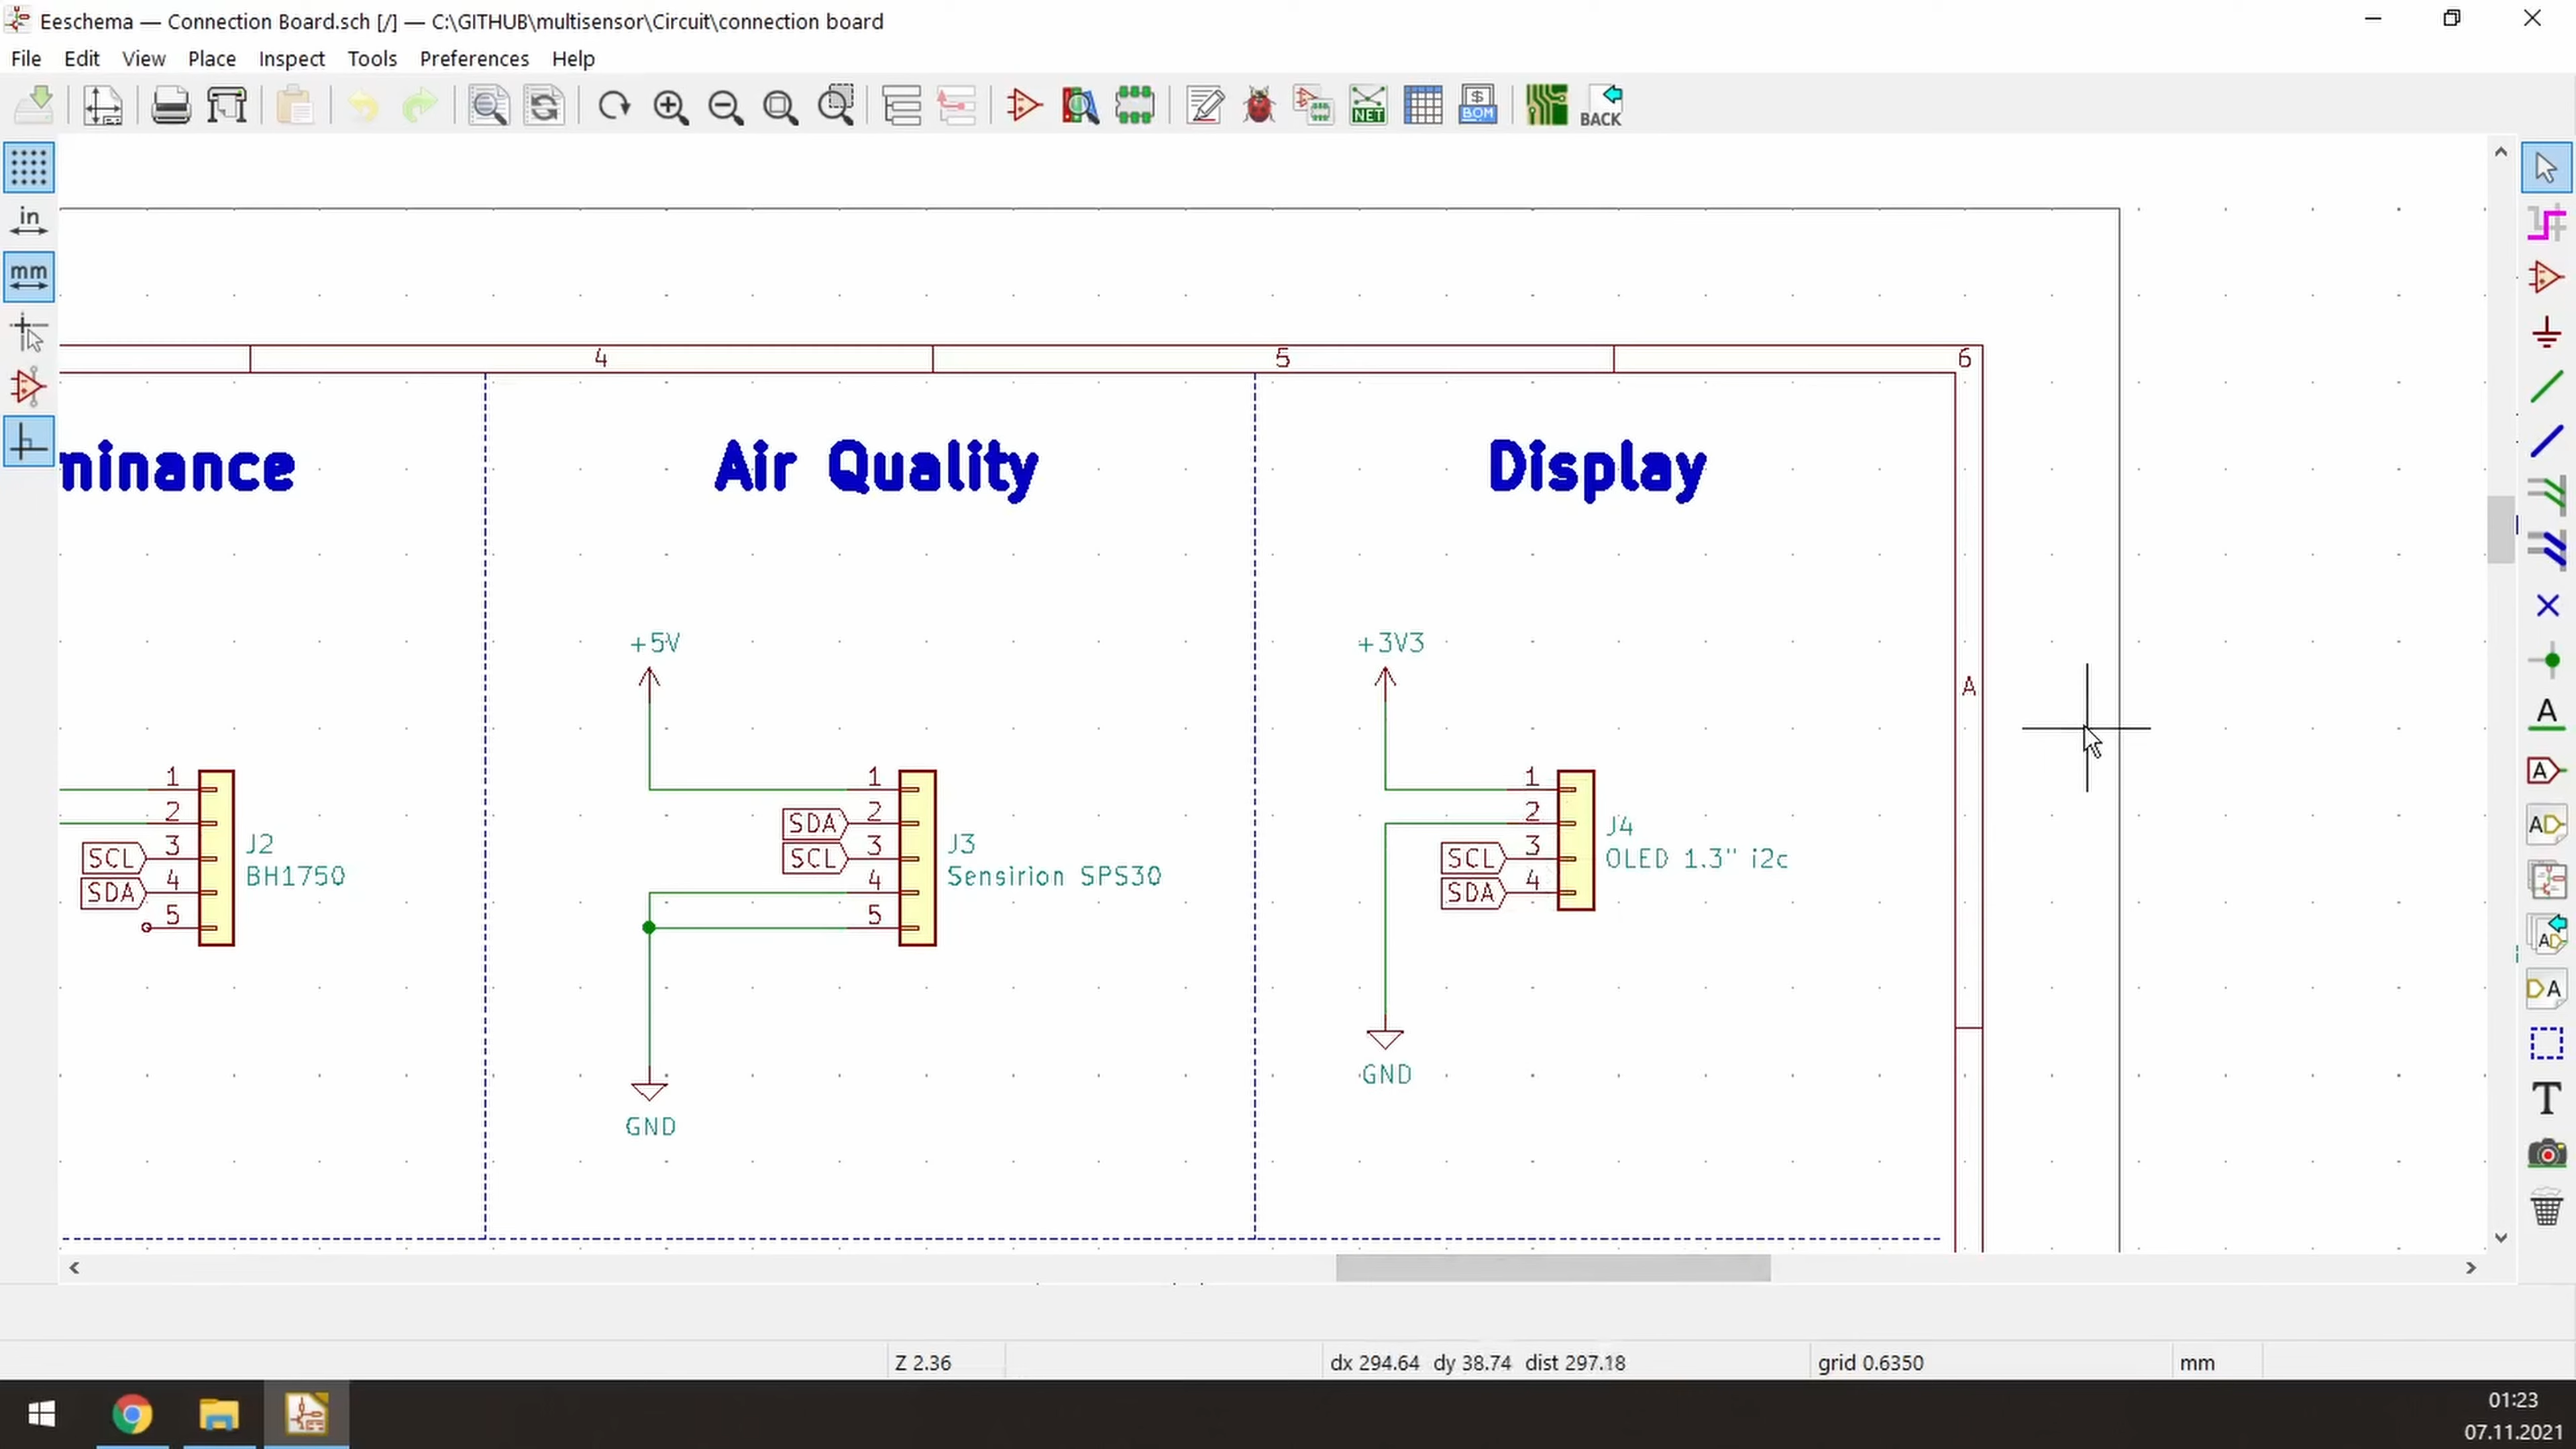 Eeschema — Connection Board.sch [/] — C:\GITHUB\multisensor\Circuit\connection board
File Edit View Place Inspect Tools Preferences Help
NET
$
BOM
BACK
in
mm
4 5 6
minance Air Quality Display
+5V +3V3
A
1
2
SCL 3
SDA 4
5
J2
BH1750
1
SDA 2
SCL 3
4
5
J3
Sensirion SPS30
GND
1
2
SCL 3
SDA 4
J4
OLED 1.3" i2c
GND
A
A
A
A
A
T
Z 2.36 dx 294.64 dy 38.74 dist 297.18 grid 0.6350 mm
01:23
07.11.2021